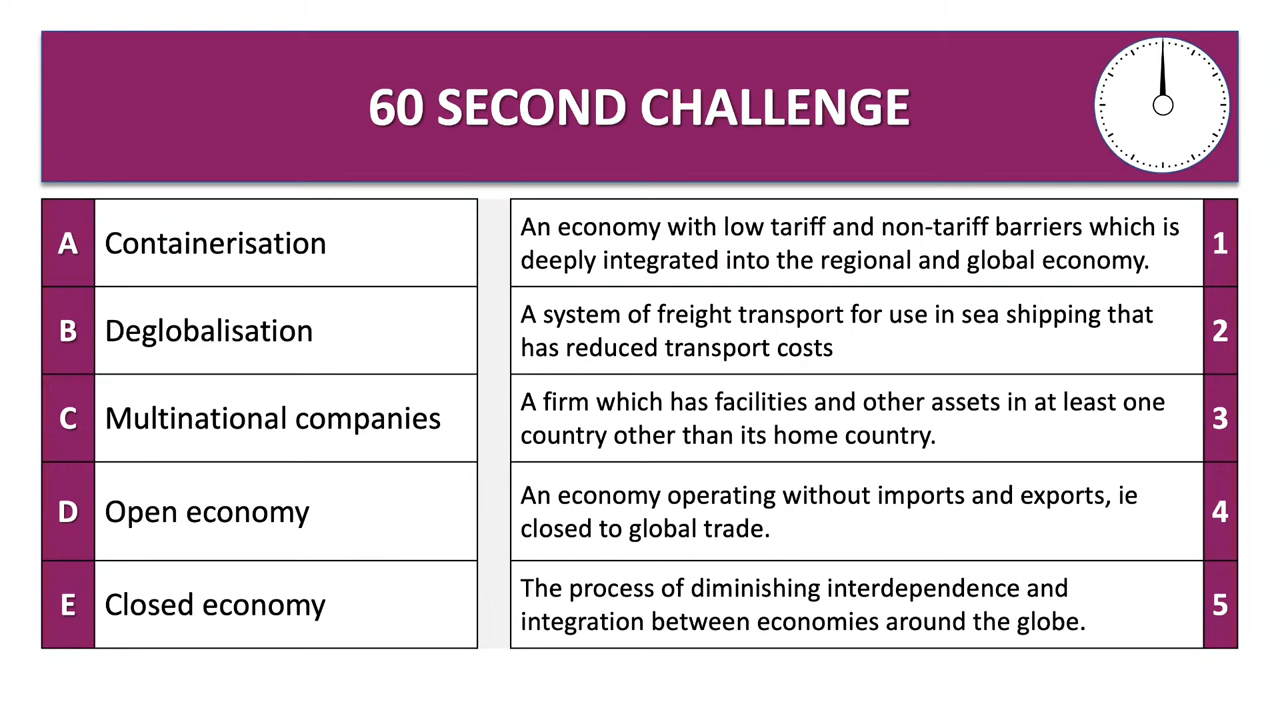 60 SECOND CHALLENGE
A Containerisation
An economy with low tariff and non-tariff barriers which is
deeply integrated into the regional and global economy.
1
B Deglobalisation
A system of freight transport for use in sea shipping that
has reduced transport costs
2
C Multinational companies
A firm which has facilities and other assets in at least one
country other than its home country.
3
D Open economy
An economy operating without imports and exports, ie
closed to global trade.
4
E Closed economy
The process of diminishing interdependence and
integration between economies around the globe.
5